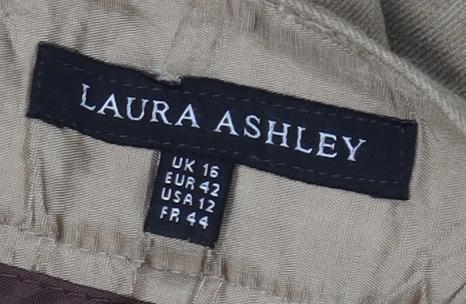 LAURA ASHLEY
UK 16
EUR 42
USA 12
FR 44